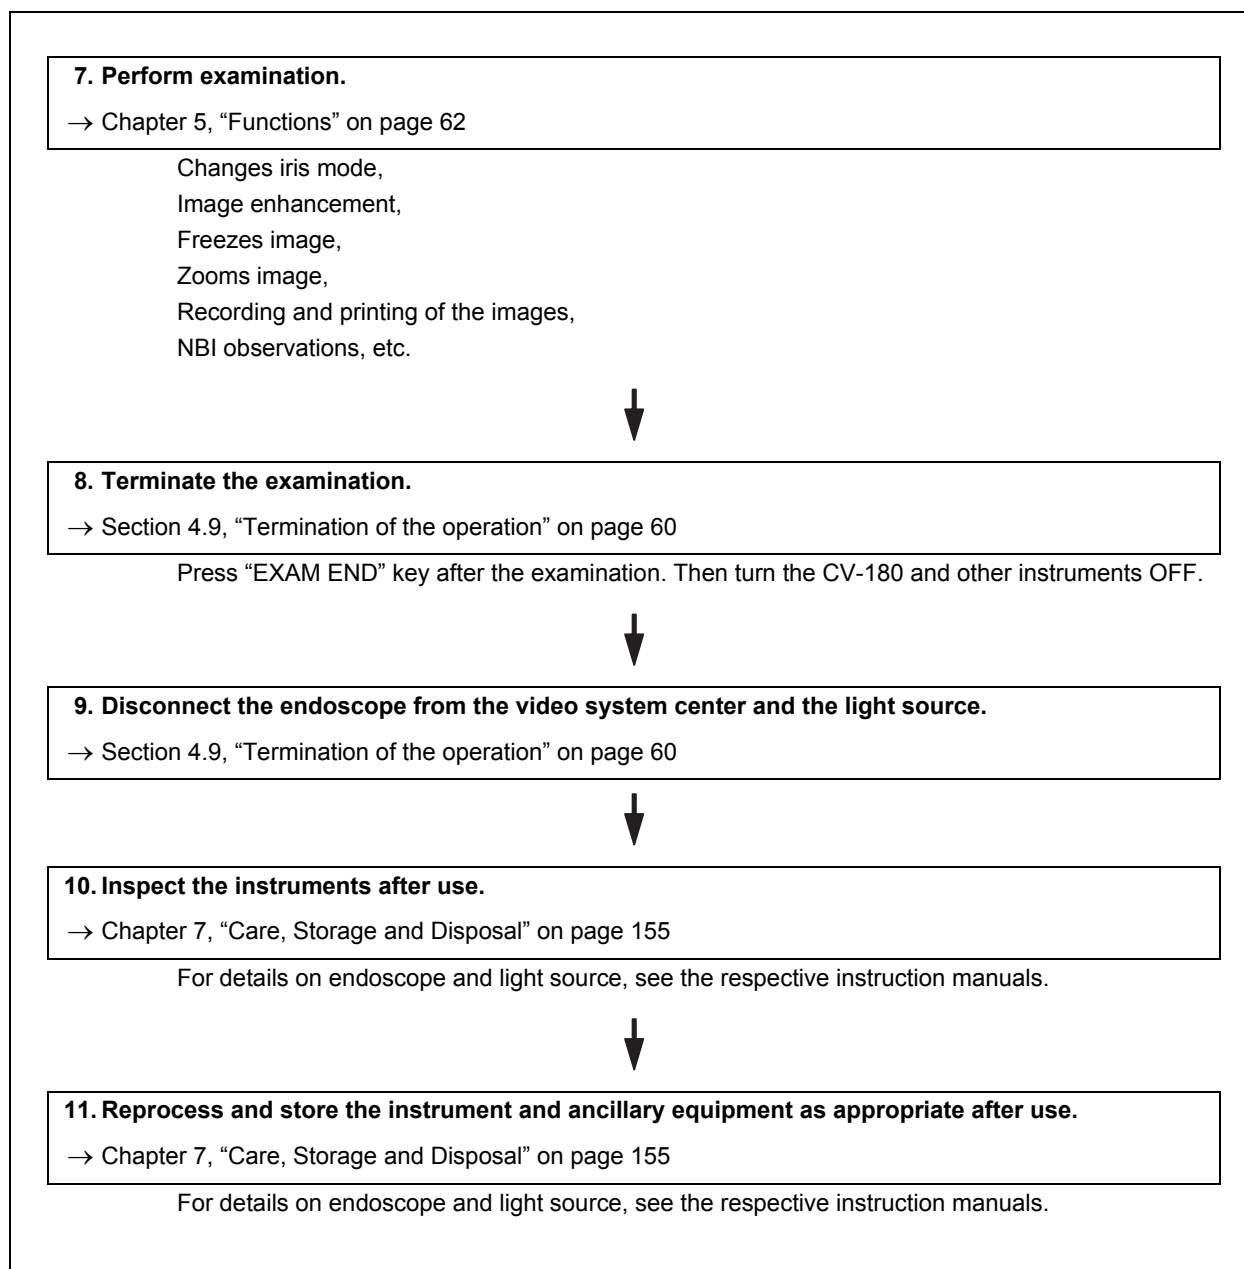 7. Perform examination.
→ Chapter 5, “Functions” on page 62
Changes iris mode,
Image enhancement,
Freezes image,
Zooms image,
Recording and printing of the images,
NBI observations, etc.
8. Terminate the examination.
→ Section 4.9, “Termination of the operation” on page 60
Press “EXAM END” key after the examination. Then turn the CV-180 and other instruments OFF.
9. Disconnect the endoscope from the video system center and the light source.
→ Section 4.9, “Termination of the operation” on page 60
10. Inspect the instruments after use.
→ Chapter 7, “Care, Storage and Disposal” on page 155
For details on endoscope and light source, see the respective instruction manuals.
11. Reprocess and store the instrument and ancillary equipment as appropriate after use.
→ Chapter 7, “Care, Storage and Disposal” on page 155
For details on endoscope and light source, see the respective instruction manuals.